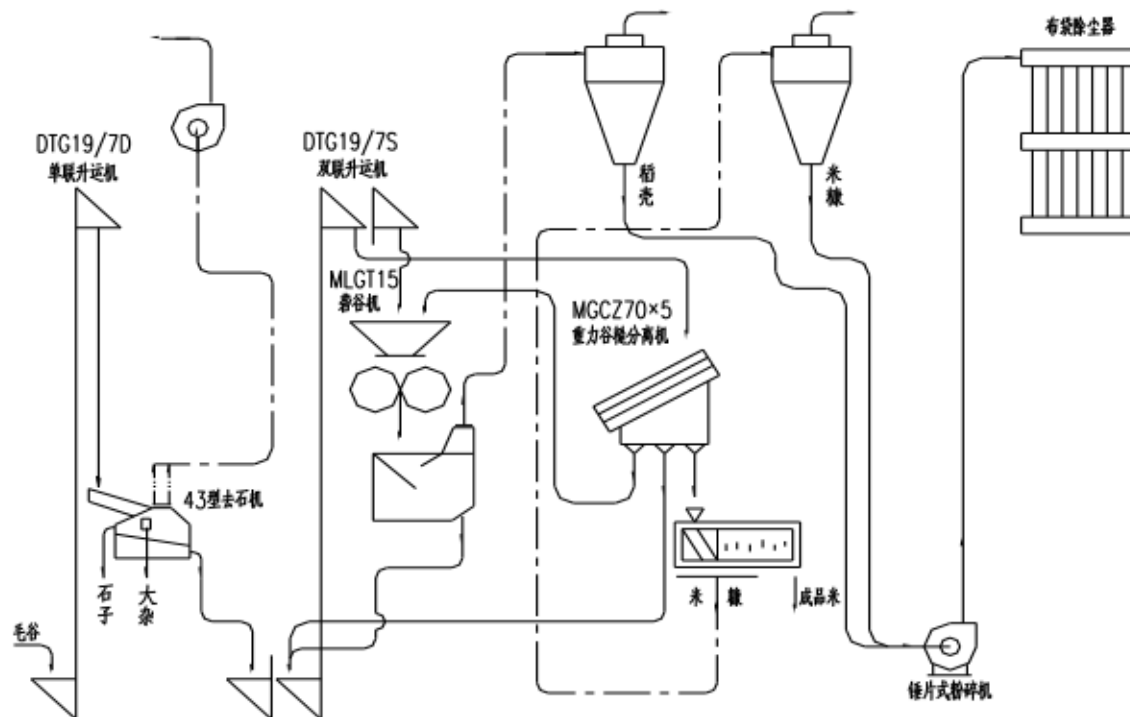 布袋除尘器
DTG19/7D
单联升运机
DTG19/7S
双联升运机
稻壳
米糠
MLGT15
砻谷机
MGCZ70×5
重力谷糙分离机
43型去石机
石子
大杂
米 糠
成品米
毛谷
锤片式粉碎机